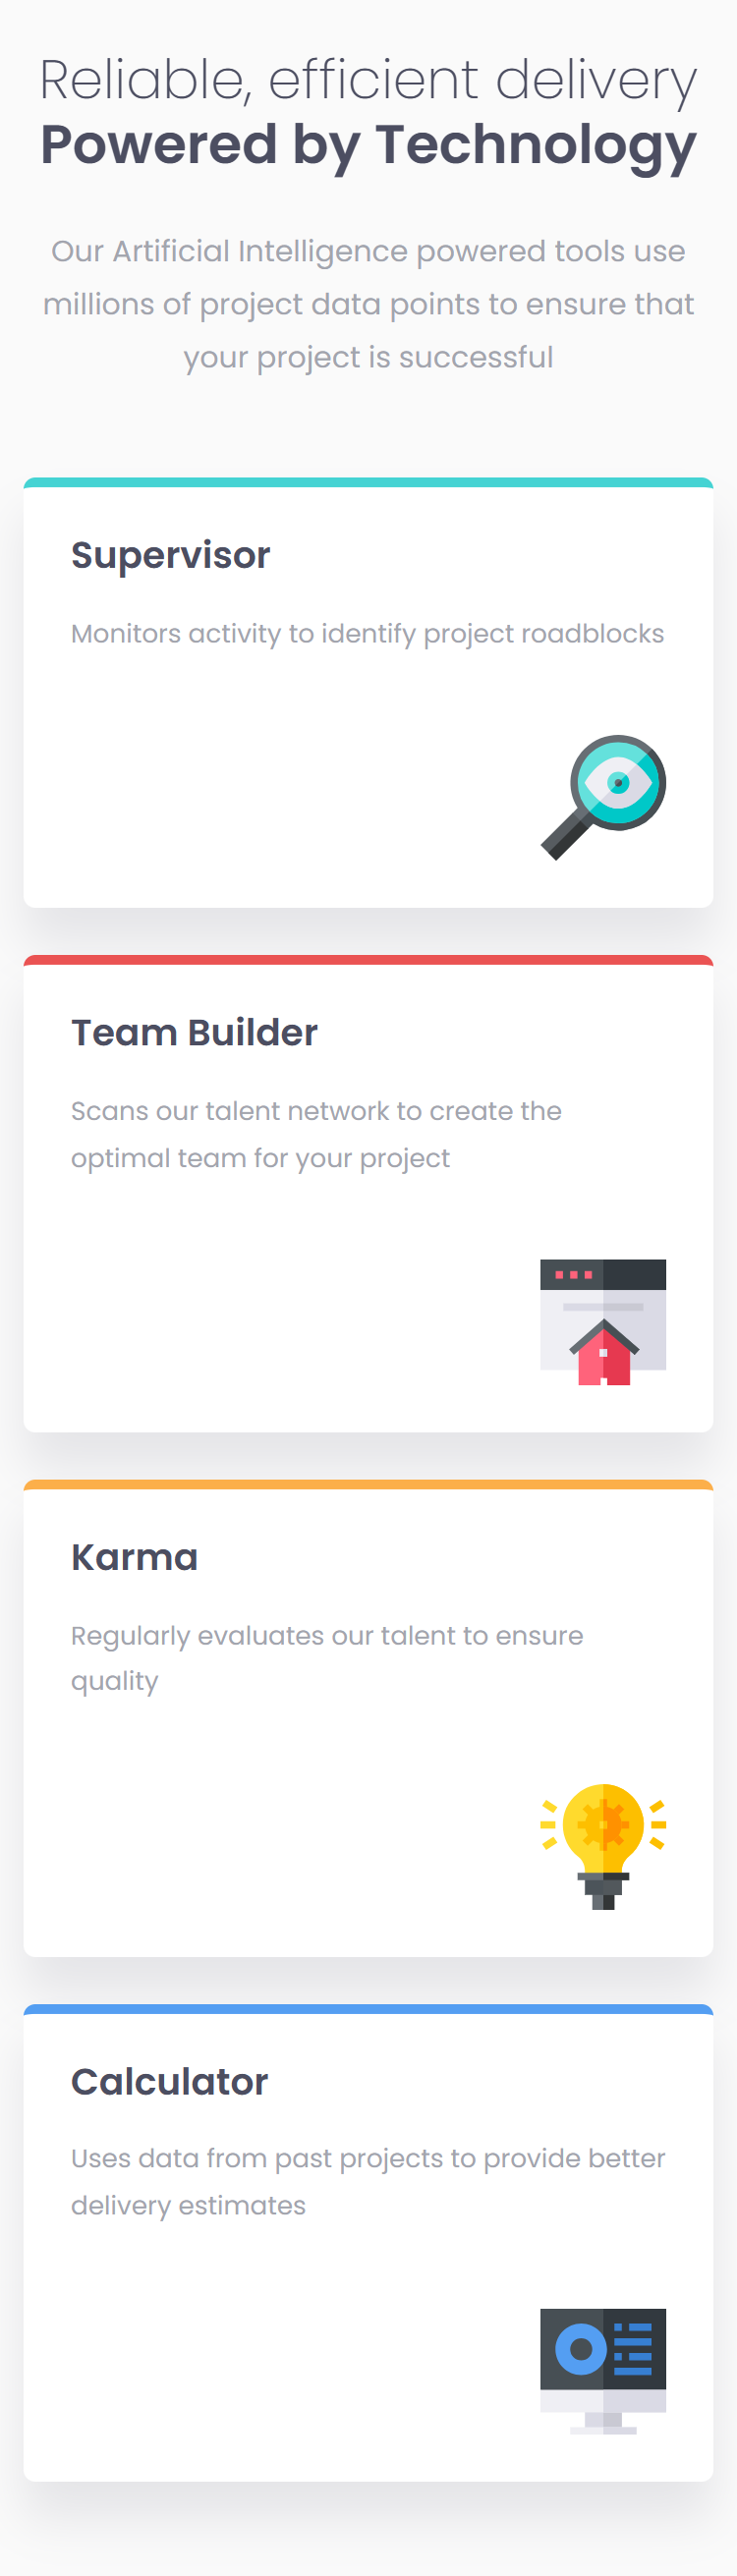 Reliable, efficient delivery
Powered by Technology
Our Artificial Intelligence powered tools use
millions of project data points to ensure that
your project is successful
Supervisor
Monitors activity to identify project roadblocks
Team Builder
Scans our talent network to create the
optimal team for your project
Karma
Regularly evaluates our talent to ensure
quality
Calculator
Uses data from past projects to provide better
delivery estimates